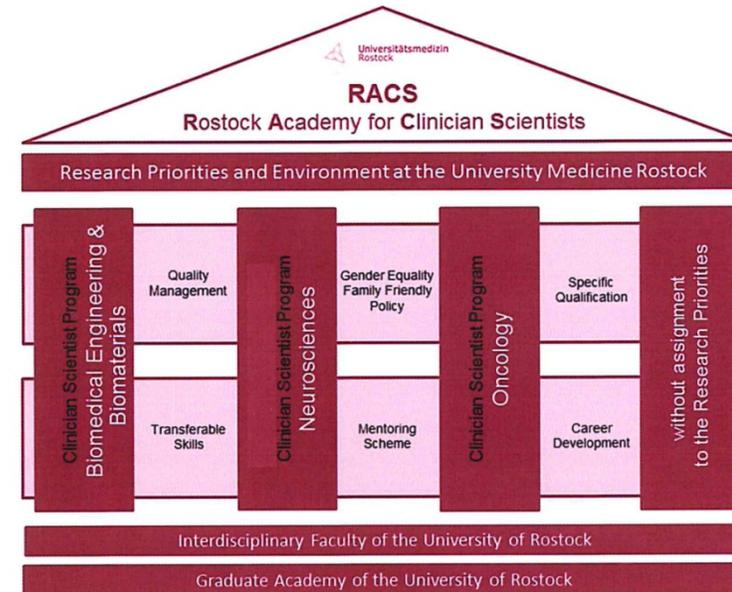 Universitätsmedizin
Rostock
RACS
Rostock Academy for Clinician Scientists
Research Priorities and Environment at the University Medicine Rostock
Clinician Scientist Program
Biomedical Engineering &
Biomaterials
Quality
Management
Transferable
Skills
Clinician Scientist Program
Neurosciences
Gender Equality
Family Friendly
Policy
Mentoring
Scheme
Clinician Scientist Program
Oncology
Specific
Qualification
Career
Development
without assignment
to the Research Priorities
Interdisciplinary Faculty of the University of Rostock
Graduate Academy of the University of Rostock